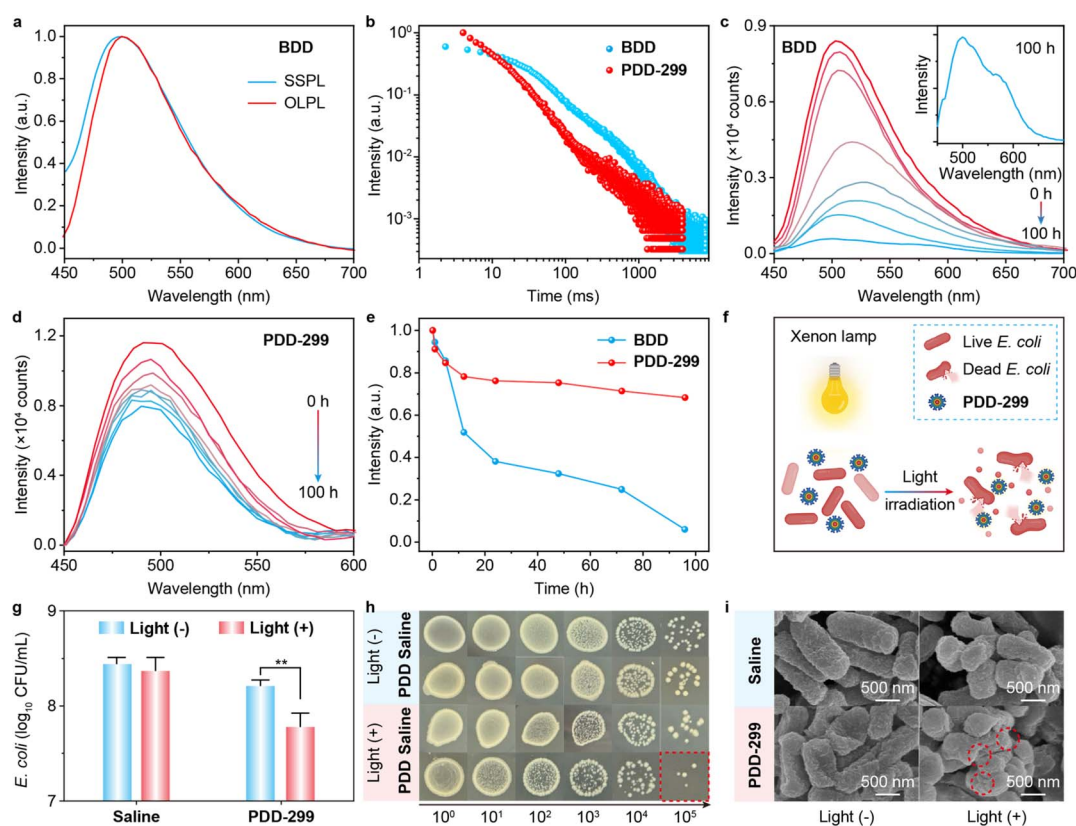 a
1.0
0.8
0.6
0.4
0.2
0.0
Intensity (a.u.)
SSPL
OLPL
450 500 550 600 650 700
Wavelength (nm)
b
10⁰
10⁻¹
10⁻²
10⁻³
Intensity (a.u.)
BDD
PDD-299
1 10 100 1000
Time (ms)
c
BDD
0.9
0.6
0.3
0.0
Intensity (×10⁴ counts)
100 h
Intensity
500 600
Wavelength (nm)
0 h
100 h
450 500 550 600 650 700
Wavelength (nm)
d
PDD-299
1.2
0.8
0.4
0.0
Intensity (×10⁴ counts)
0 h
100 h
450 500 550 600
Wavelength (nm)
e
1.0
0.8
0.6
0.4
0.2
0.0
Intensity (a.u.)
BDD
PDD-299
0 20 40 60 80 100
Time (h)
f
Xenon lamp
Live E. coli
Dead E. coli
PDD-299
Light
irradiation
g
9
8
7
E. coli (log₁₀ CFU/mL)
Light (-) Light (+)
**
Saline PDD-299
h
Light (-)
Saline
PDD
Light (+)
Saline
PDD
10⁰ 10¹ 10² 10³ 10⁴ 10⁵
i
Saline
PDD-299
500 nm 500 nm
500 nm 500 nm
Light (-) Light (+)